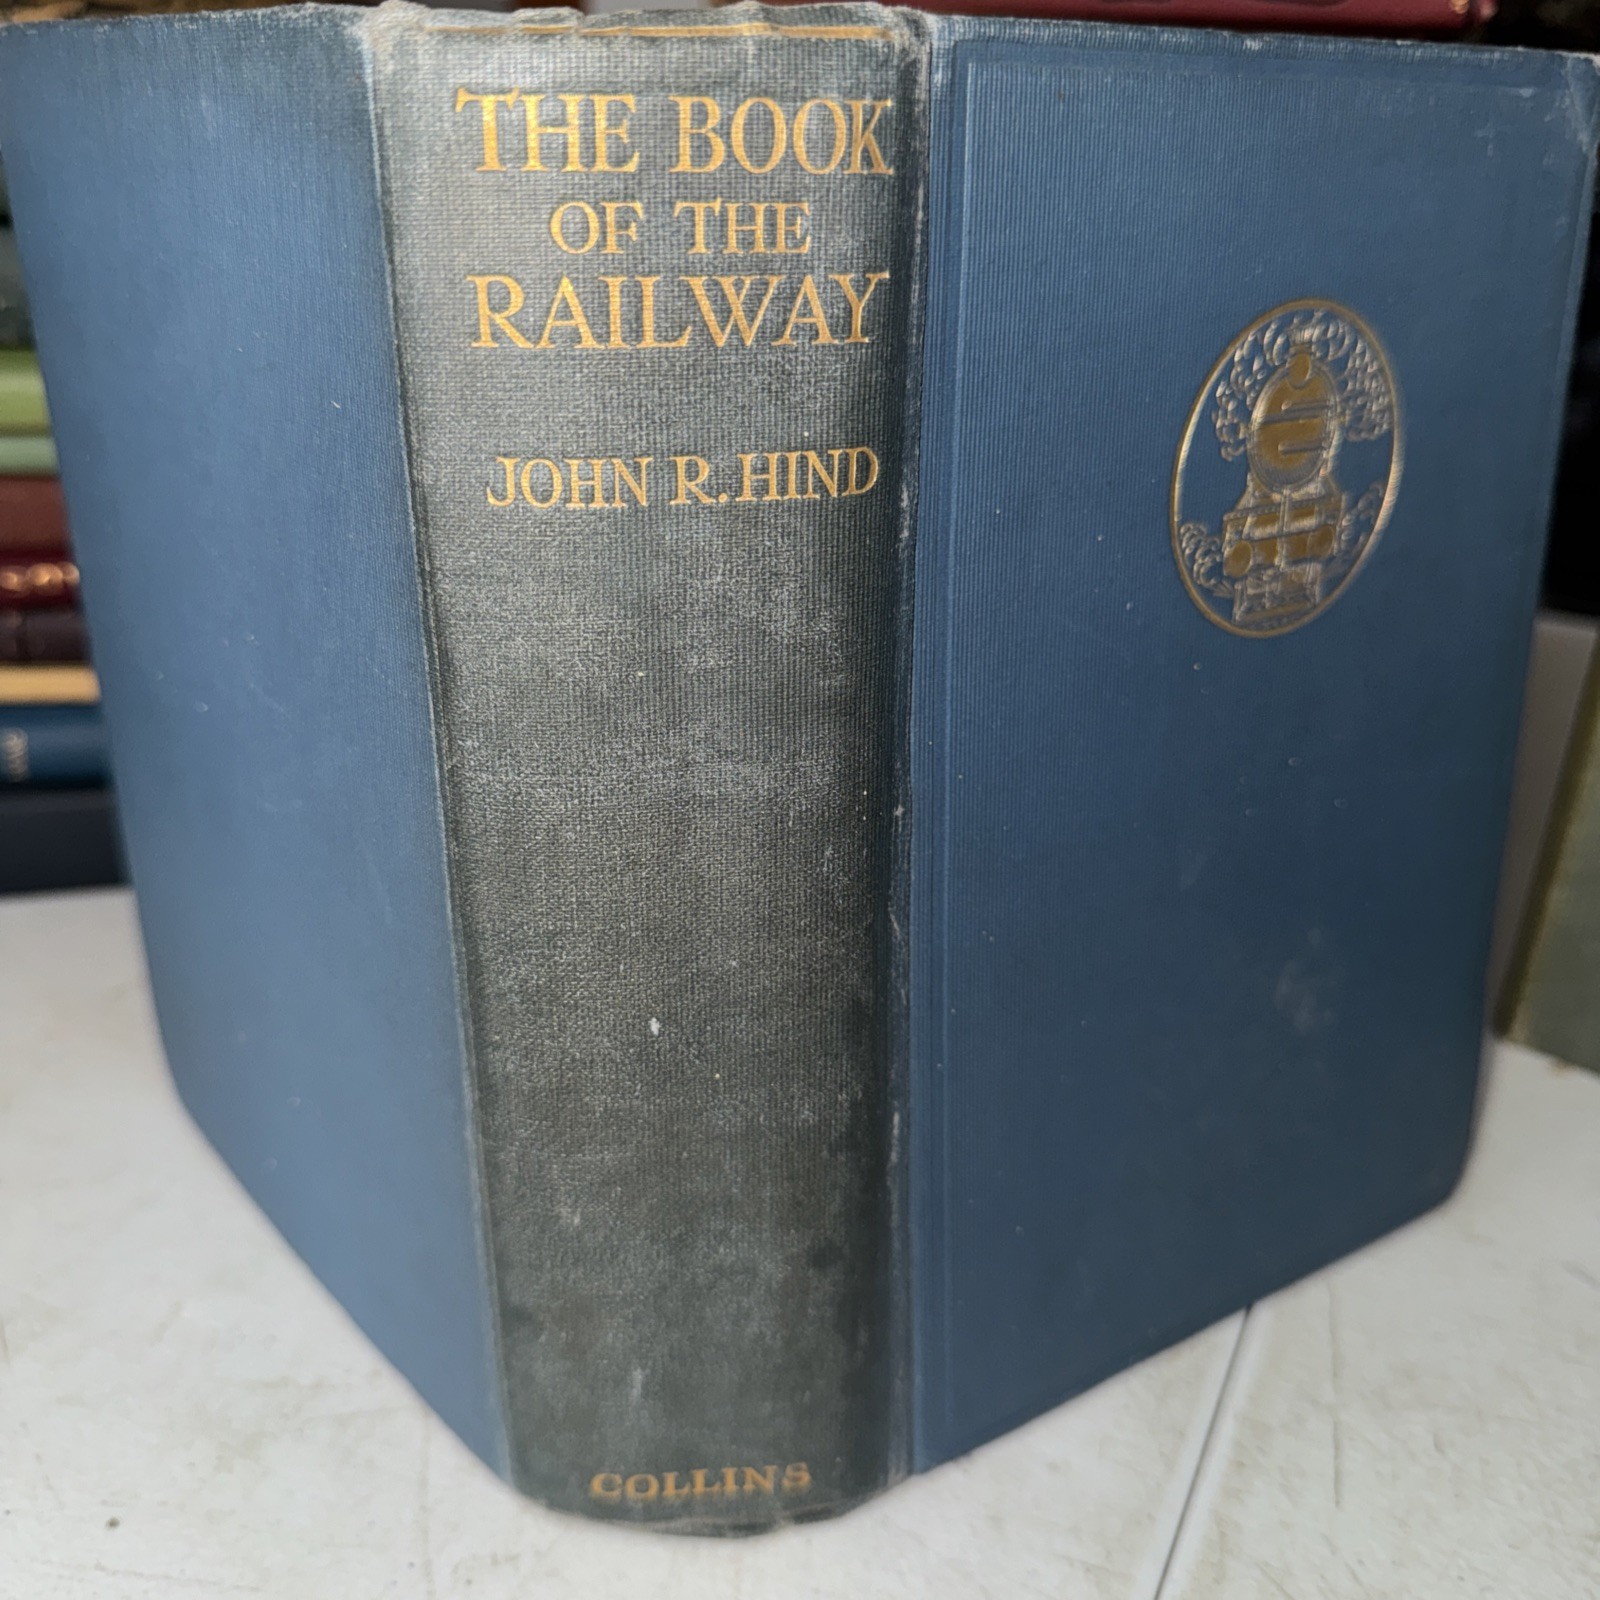 THE BOOK
OF THE
RAILWAY
JOHN R. HIND
COLLINS